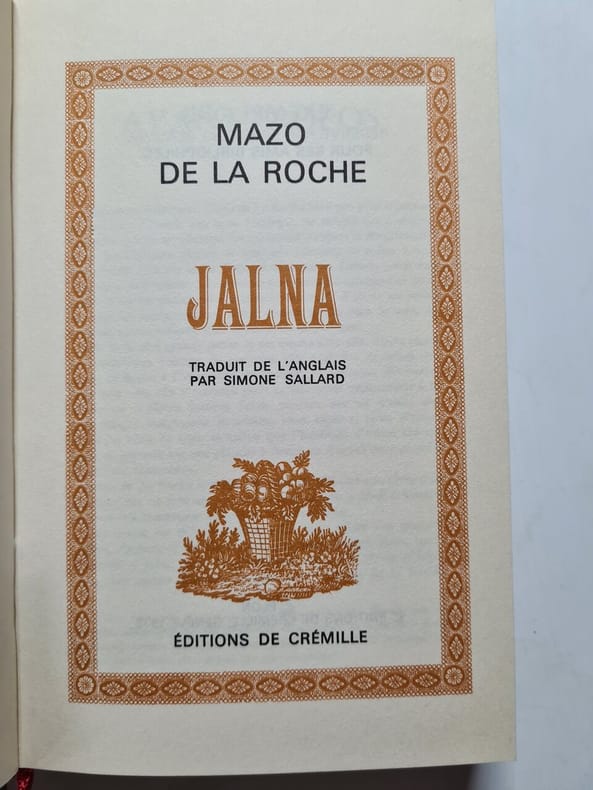 MAZO
DE LA ROCHE
JALNA
TRADUIT DE L'ANGLAIS
PAR SIMONE SALLARD
ÉDITIONS DE CRÉMILLE